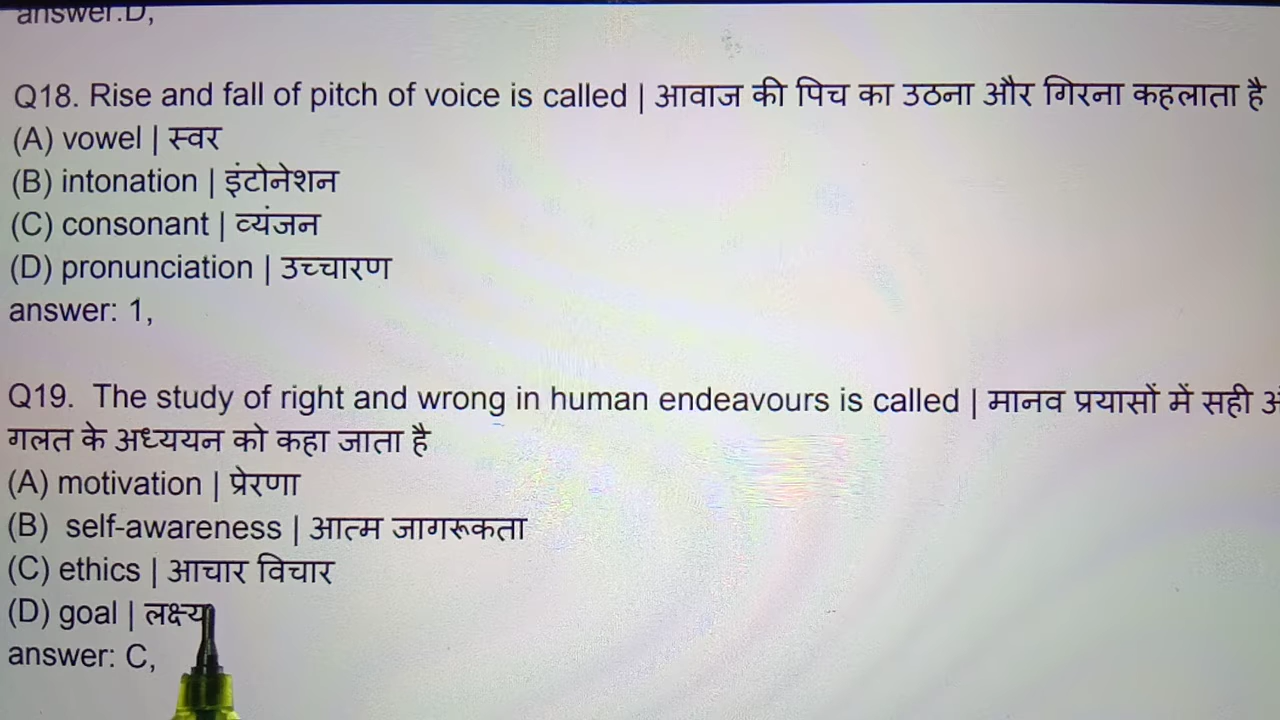 answer.D,
Q18. Rise and fall of pitch of voice is called | आवाज की पिच का उठना और गिरना कहलाता है
(A) vowel | स्वर
(B) intonation | इंटोनेशन
(C) consonant | व्यंजन
(D) pronunciation | उच्चारण
answer: 1,
Q19. The study of right and wrong in human endeavours is called | मानव प्रयासों में सही
गलत के अध्ययन को कहा जाता है
(A) motivation | प्रेरणा
(B) self-awareness | आत्म जागरूकता
(C) ethics | आचार विचार
(D) goal | लक्ष्य
answer: C,